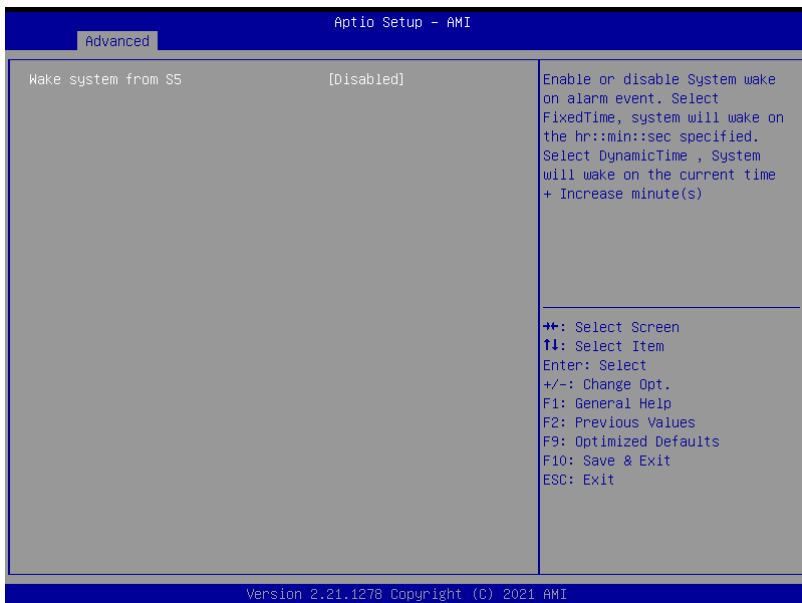 Aptio Setup – AMI
Advanced
Wake system from S5 [Disabled]
Enable or disable System wake
on alarm event. Select
FixedTime, system will wake on
the hr::min::sec specified.
Select DynamicTime , System
will wake on the current time
+ Increase minute(s)
→←: Select Screen
↑↓: Select Item
Enter: Select
+/-: Change Opt.
F1: General Help
F2: Previous Values
F9: Optimized Defaults
F10: Save & Exit
ESC: Exit
Version 2.21.1278 Copyright (C) 2021 AMI